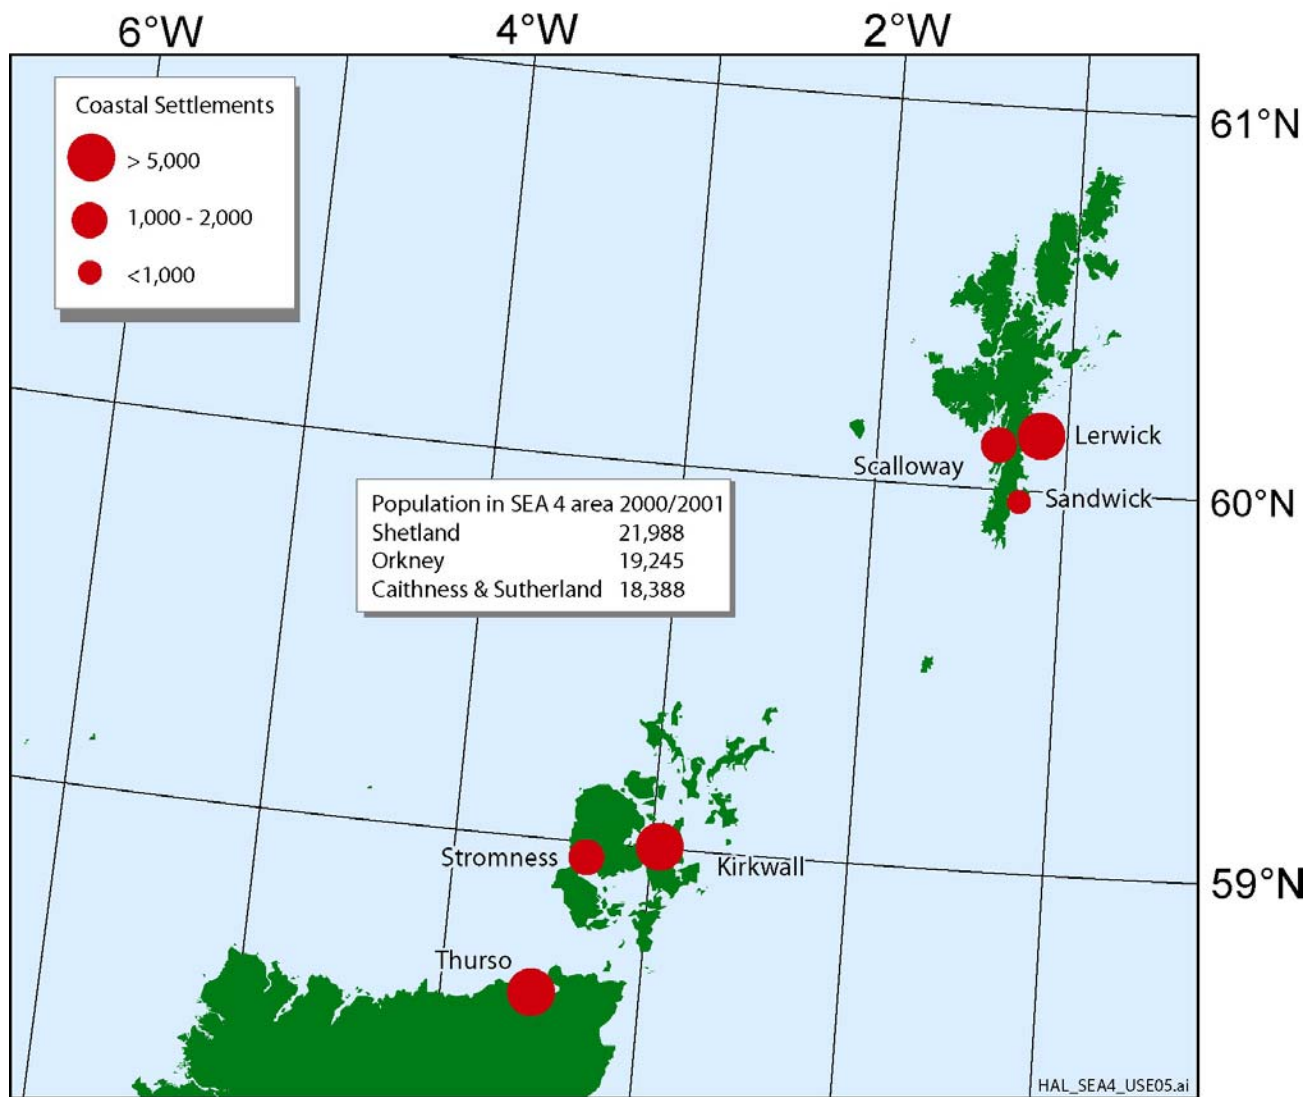 6°W 4°W 2°W
Coastal Settlements
> 5,000
1,000 - 2,000
<1,000
61°N
Lerwick
Scalloway
Sandwick
60°N
Population in SEA 4 area 2000/2001
Shetland 21,988
Orkney 19,245
Caithness & Sutherland 18,388
Stromness
Kirkwall
59°N
Thurso
HAL_SEA4_USE05.ai